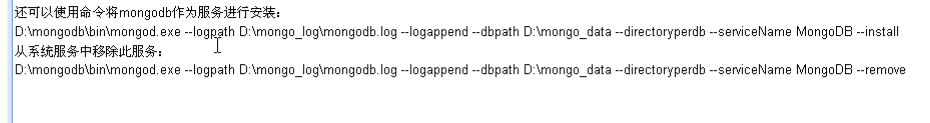 还可以使用命令将mongodb作为服务进行安装：
D:\mongodb\bin\mongod.exe --logpath D:\mongo_log\mongodb.log --logappend --dbpath D:\mongo_data --directoryperdb --serviceName MongoDB --install
从系统服务中移除此服务：
D:\mongodb\bin\mongod.exe --logpath D:\mongo_log\mongodb.log --logappend --dbpath D:\mongo_data --directoryperdb --serviceName MongoDB --remove